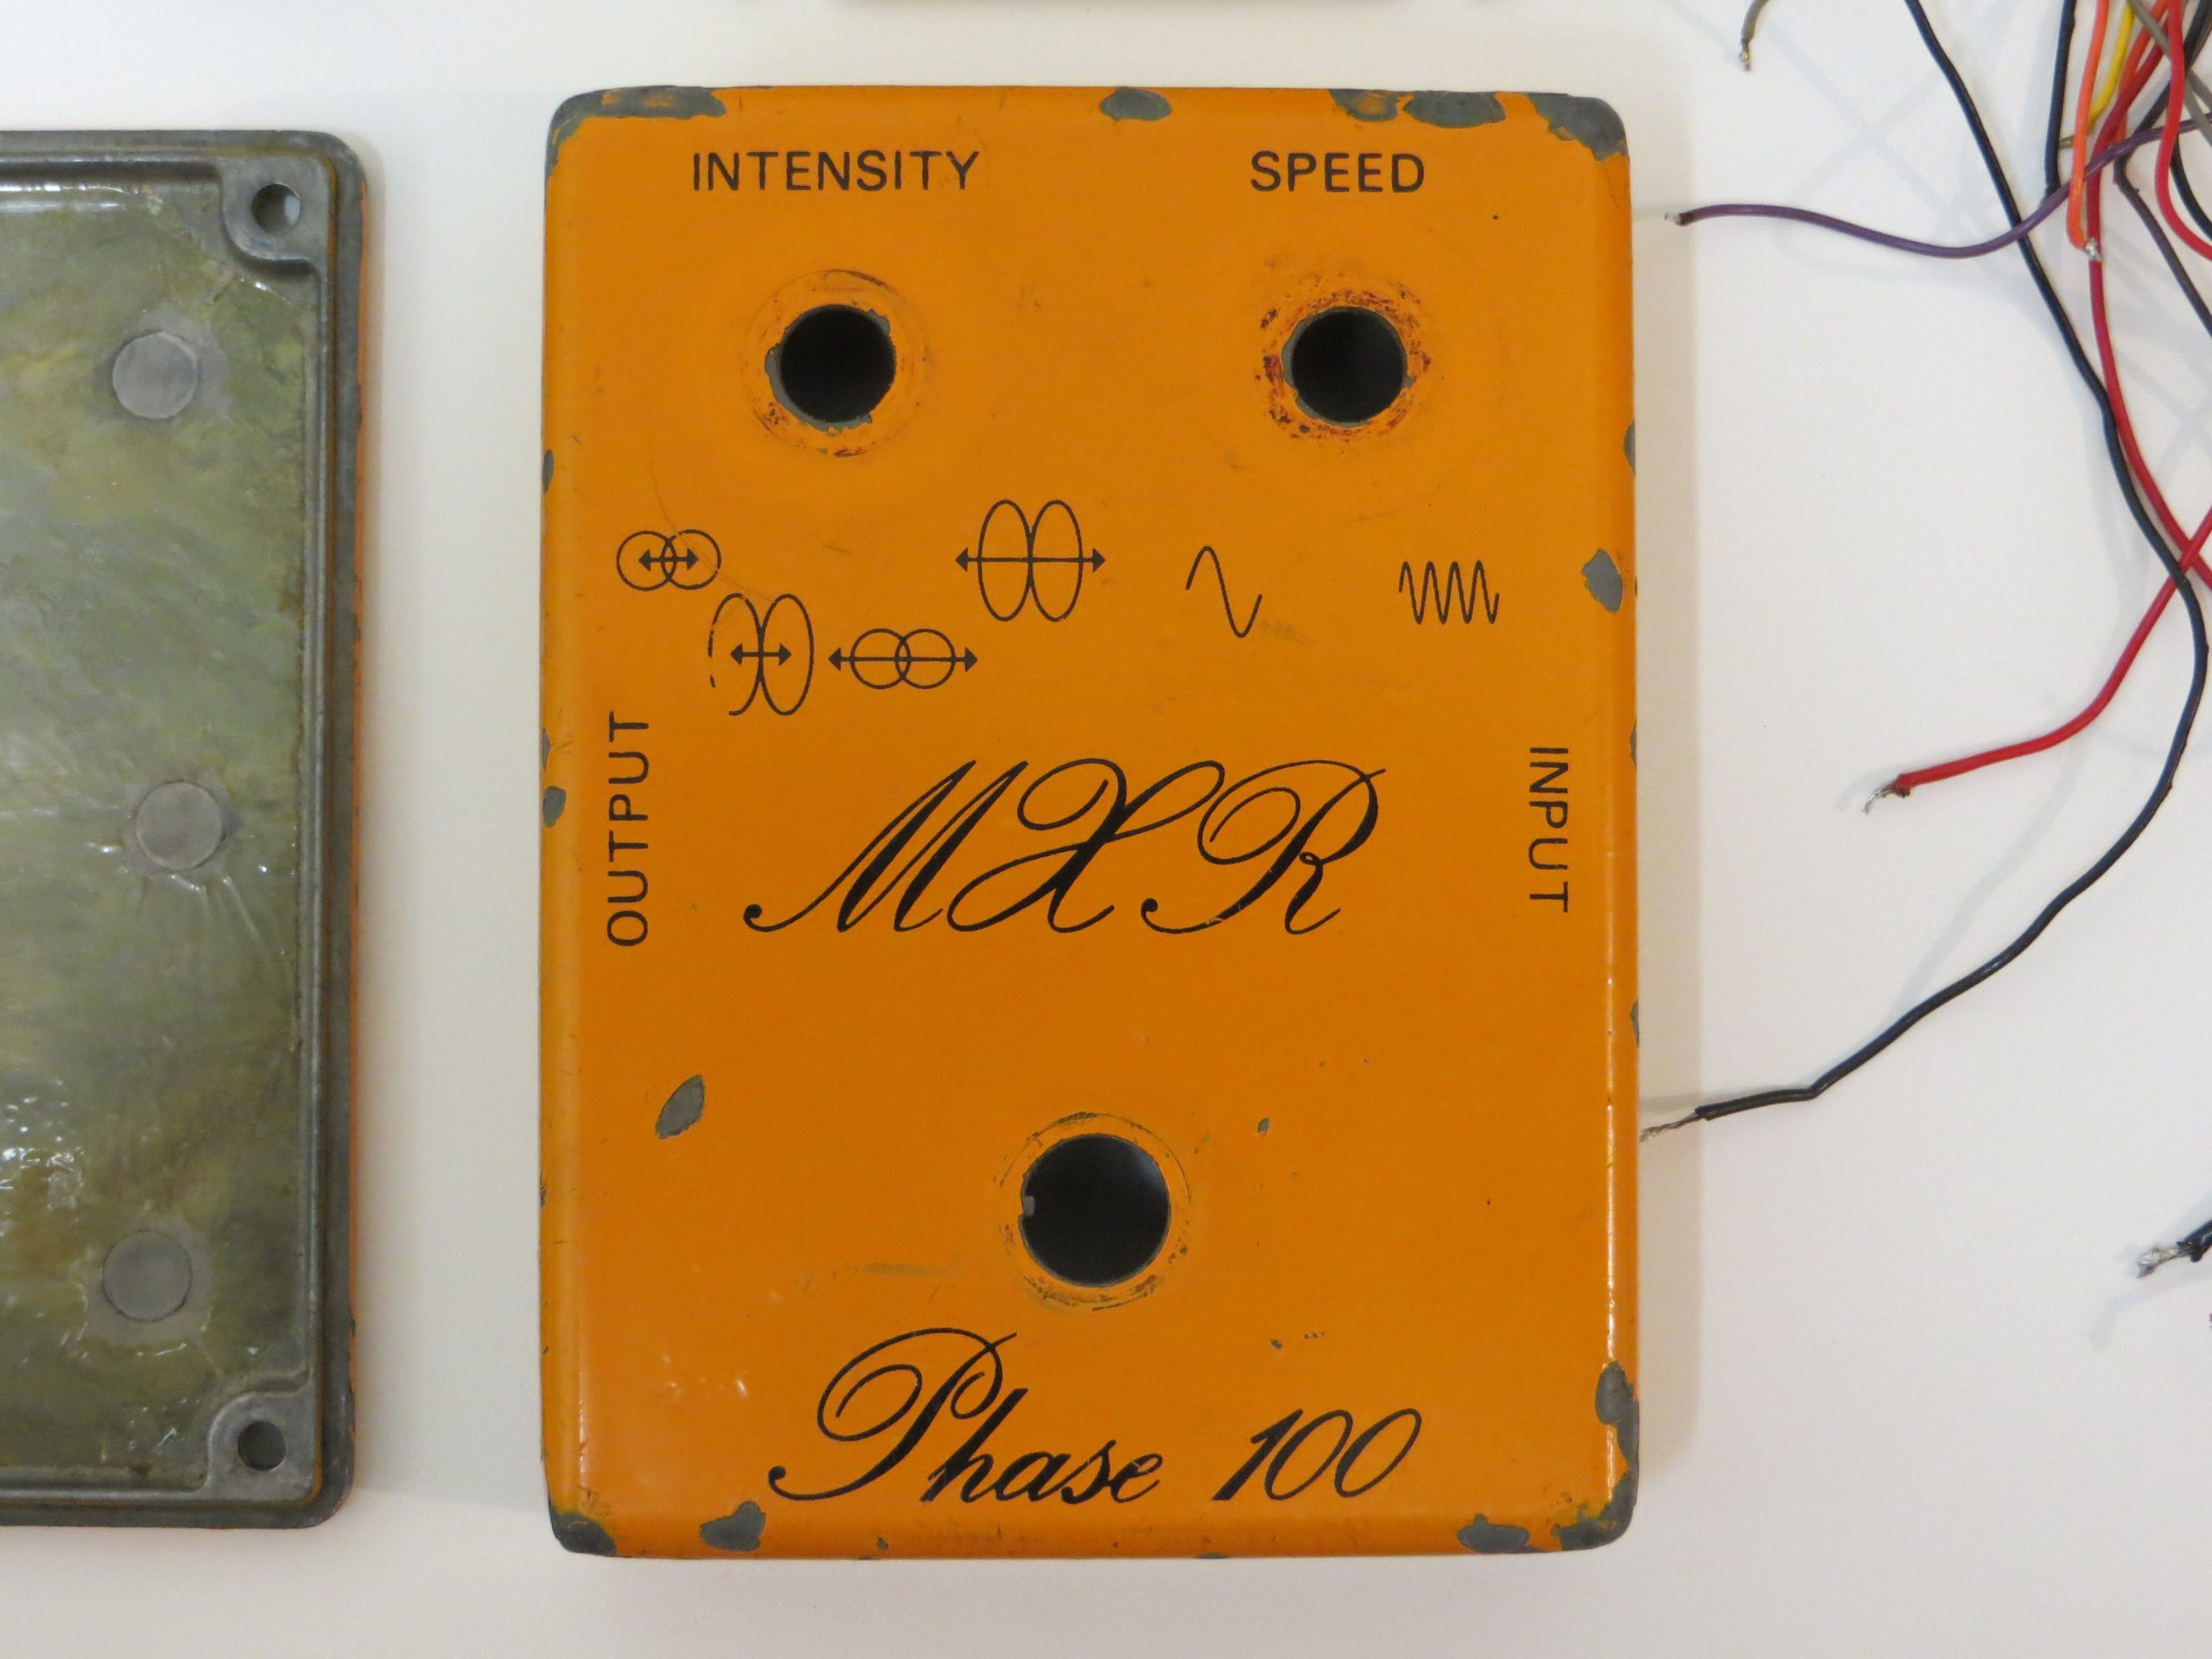 INTENSITY
SPEED
OUTPUT
INPUT
MXR
Phase 100